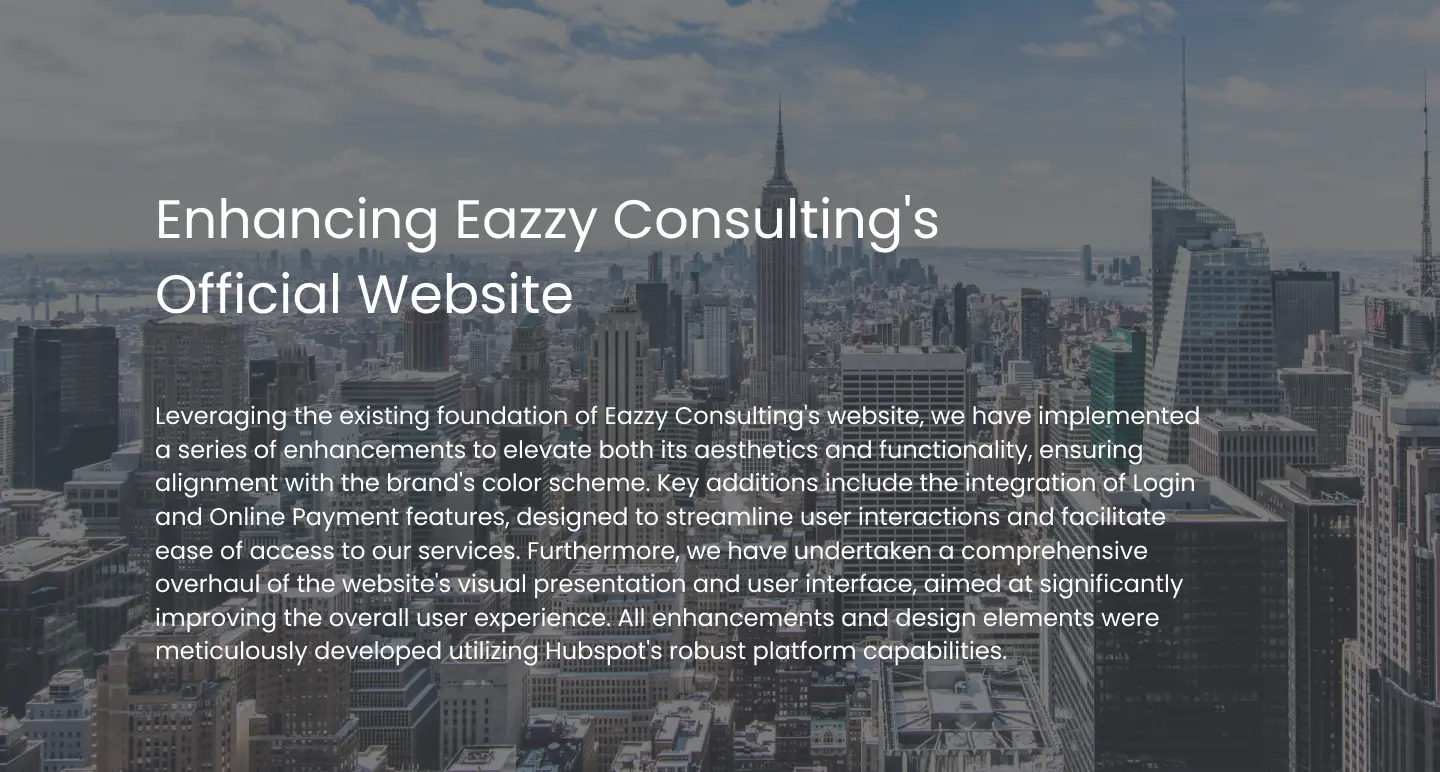 Enhancing Eazzy Consulting's
Official Website
Leveraging the existing foundation of Eazzy Consulting's website, we have implemented
a series of enhancements to elevate both its aesthetics and functionality, ensuring
alignment with the brand's color scheme. Key additions include the integration of Login
and Online Payment features, designed to streamline user interactions and facilitate
ease of access to our services. Furthermore, we have undertaken a comprehensive
overhaul of the website's visual presentation and user interface, aimed at significantly
improving the overall user experience. All enhancements and design elements were
meticulously developed utilizing Hubspot's robust platform capabilities.